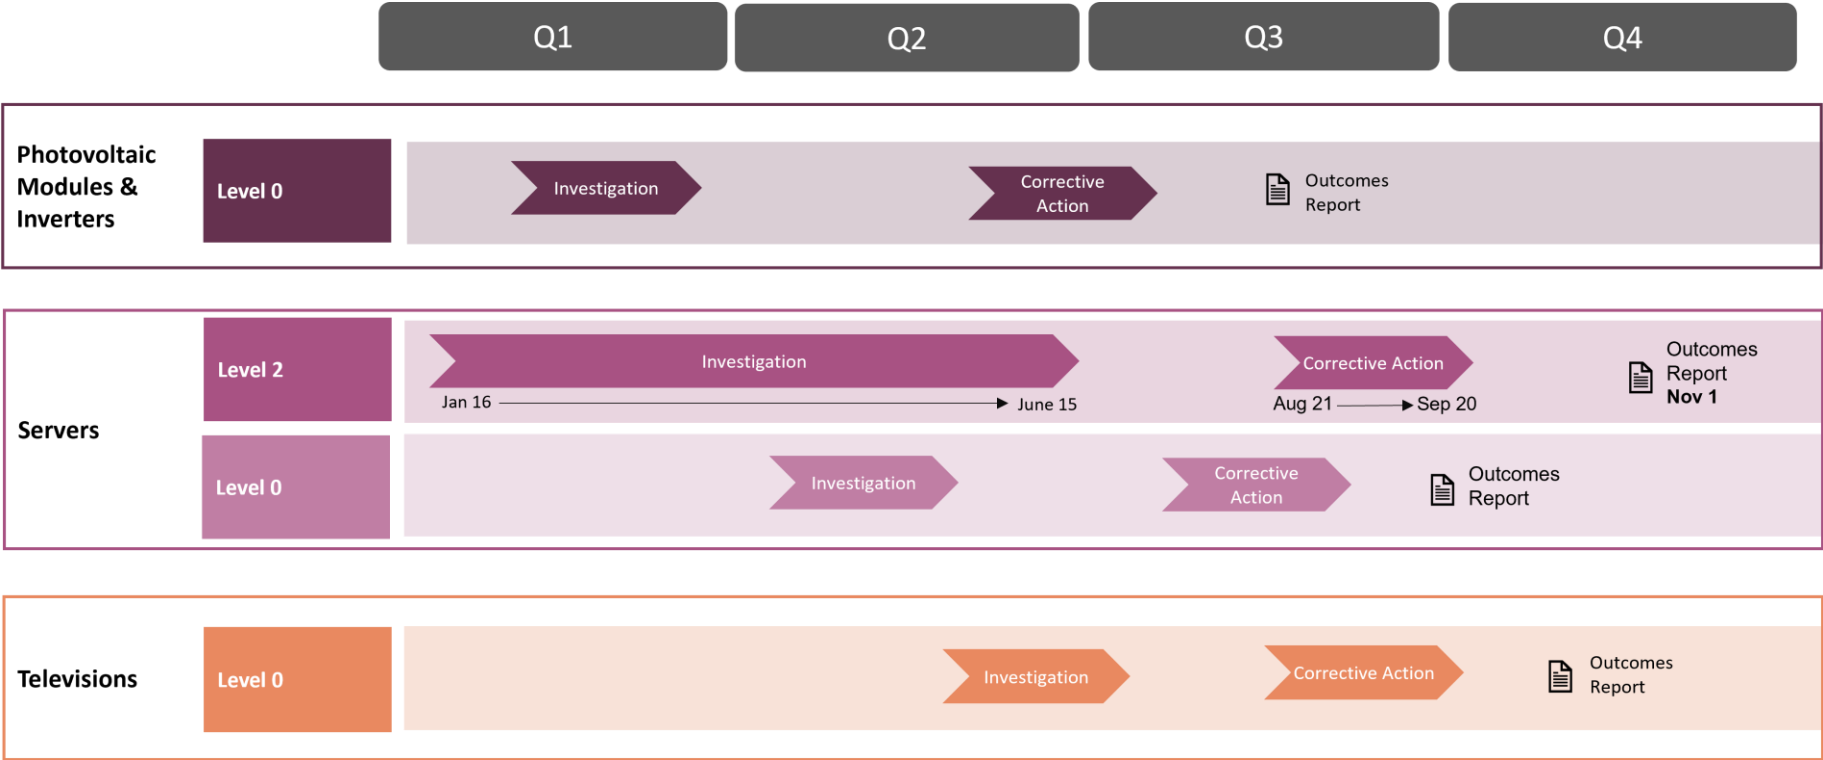 Q1
Q2
Q3
Q4
Photovoltaic
Modules &
Inverters
Level 0
Investigation
Corrective
Action
Outcomes
Report
Servers
Level 2
Investigation
Jan 16
June 15
Corrective Action
Aug 21
Sep 20
Outcomes
Report
Nov 1
Level 0
Investigation
Corrective
Action
Outcomes
Report
Televisions
Level 0
Investigation
Corrective Action
Outcomes
Report